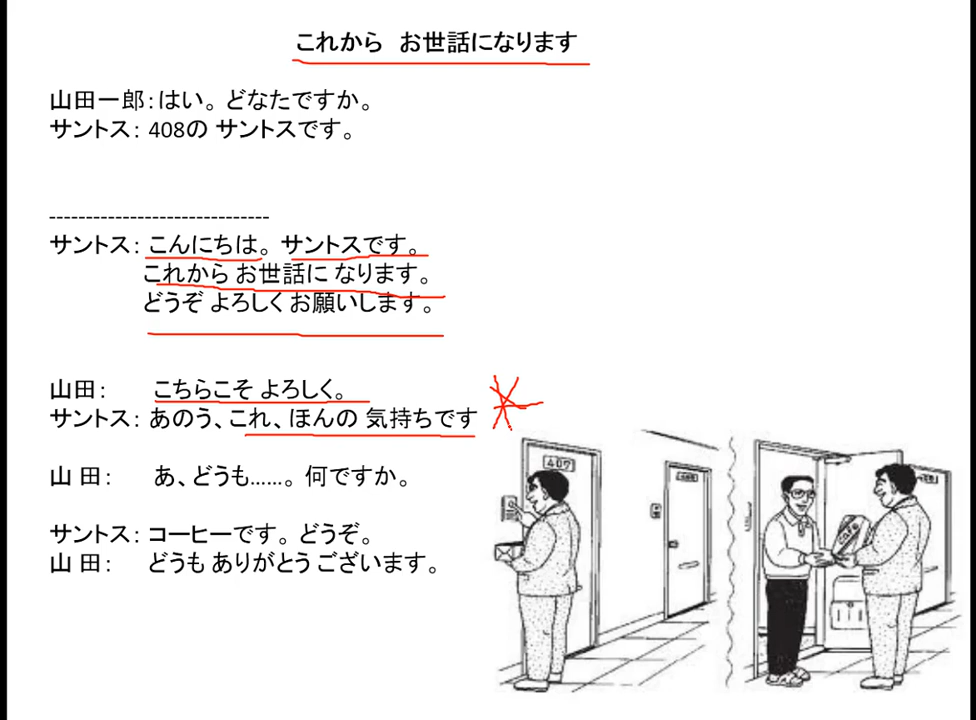 これから　お世話になります
山田一郎：はい。どなたですか。
サントス： 408の サントスです。
-----------------------------
サントス： こんにちは。 サントスです。
これから お世話に なります。
どうぞ よろしく お願いします。
山田：　　こちらこそ よろしく。
サントス： あのう、これ、ほんの 気持ちです
山 田：　　あ、どうも……。 何ですか。
サントス： コーヒーです。 どうぞ。
山 田：　　どうも ありがとう ございます。
407